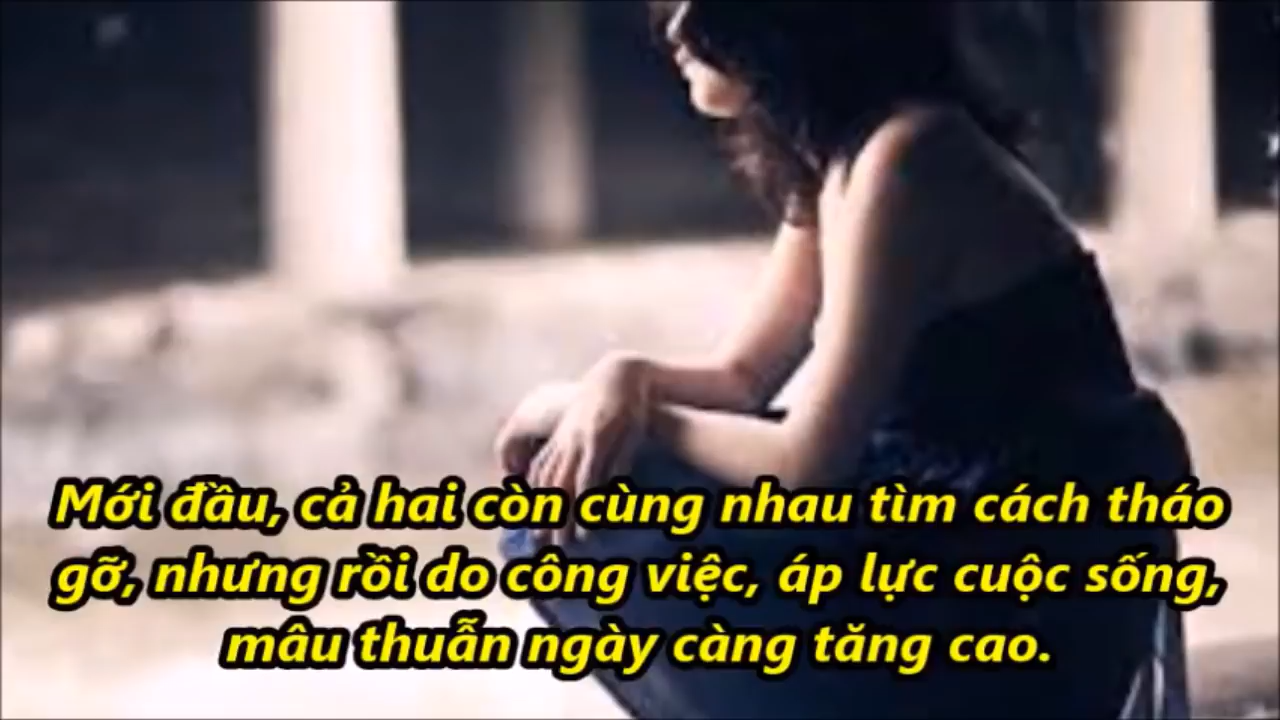 Mới đầu, cả hai còn cùng nhau tìm cách tháo
gỡ, nhưng rồi do công việc, áp lực cuộc sống,
mâu thuẫn ngày càng tăng cao.